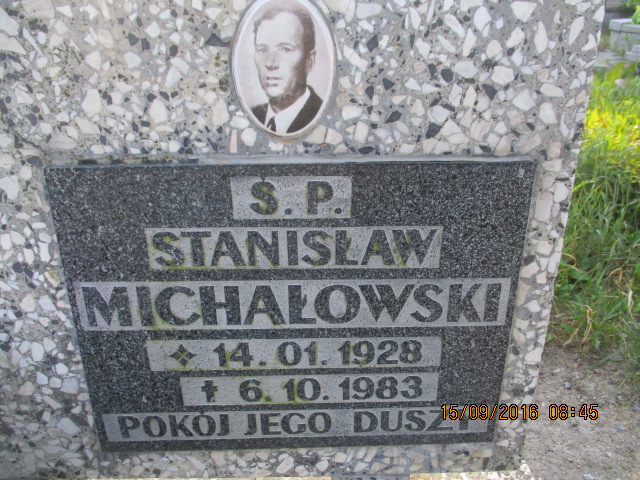 Ś. P.
STANISŁAW
MICHAŁOWSKI
14.01.1928
✝ 6.10.1983
POKÓJ JEGO DUSZY
15/09/2016 08:45